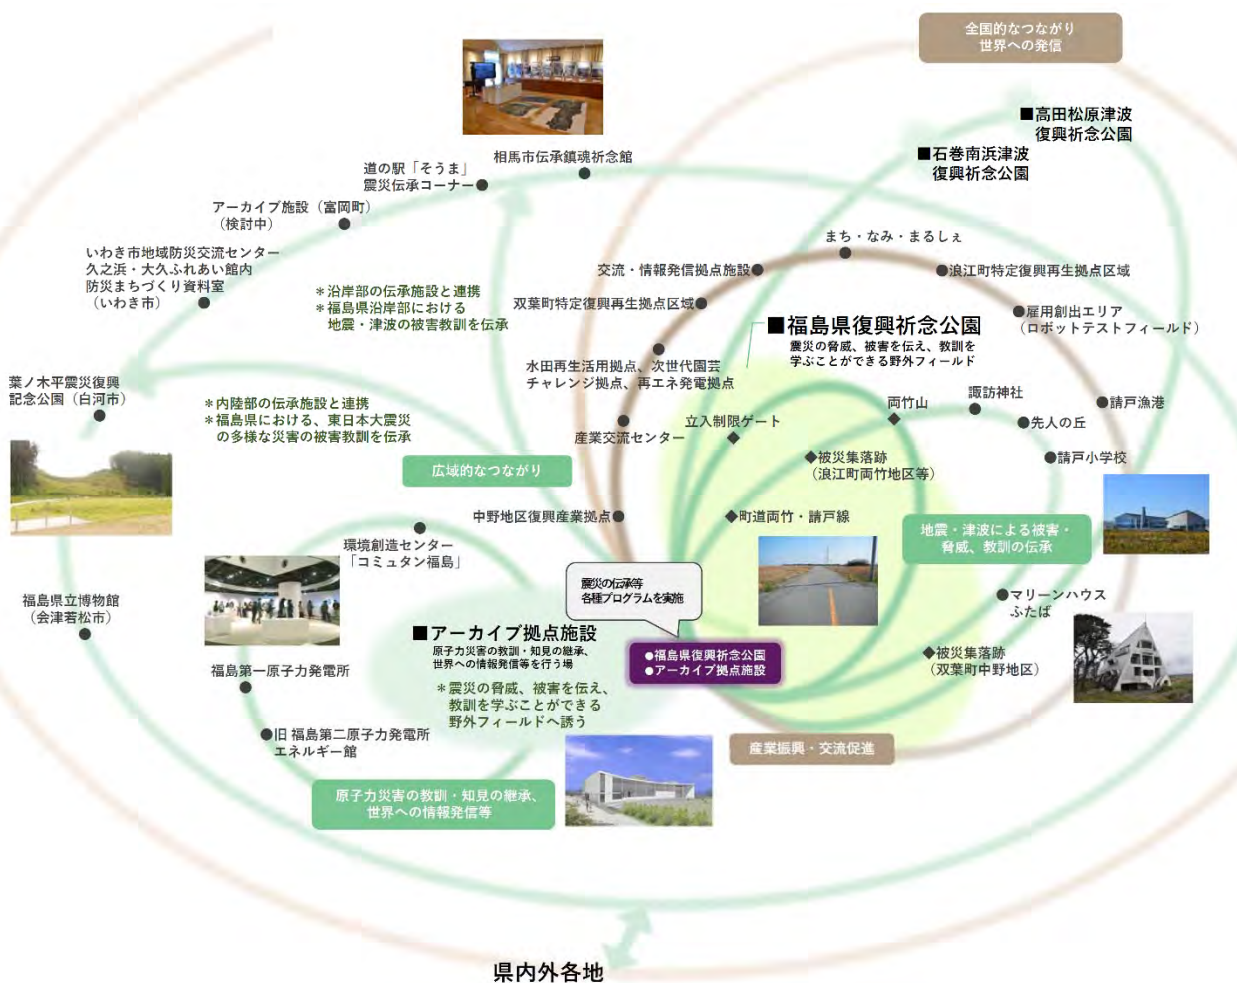 全国的なつながり
世界への発信
■高田松原津波
復興祈念公園
■石巻南浜津波
復興祈念公園
相馬市伝承鎮魂祈念館
道の駅「そうま」
震災伝承コーナー●
アーカイブ施設（富岡町）
（検討中）
いわき市地域防災交流センター
久之浜・大久ふれあい館内
防災まちづくり資料室
（いわき市）
＊沿岸部の伝承施設と連携
＊福島県沿岸部における
地震・津波の被害教訓を伝承
まち・なみ・まるしぇ
交流・情報発信拠点施設
●浪江町特定復興再生拠点区域
双葉町特定復興再生拠点区域●
●雇用創出エリア
（ロボットテストフィールド）
■福島県復興祈念公園
震災の脅威、被害を伝え、教訓を
学ぶことができる野外フィールド
水田再生活用拠点、次世代園芸
チャレンジ拠点、再エネ発電拠点
葉ノ木平震災復興
記念公園（白河市）
＊内陸部の伝承施設と連携
＊福島県における、東日本大震災
の多様な災害の被害教訓を伝承
産業交流センター
立入制限ゲート
両竹山
諏訪神社
●請戸漁港
●先人の丘
●請戸小学校
◆被災集落跡
（浪江町両竹地区等）
広域的なつながり
中野地区復興産業拠点●
◆町道両竹・請戸線
地震・津波による被害・
脅威、教訓の伝承
環境創造センター
「コミュタン福島」
震災の伝承等
各種プログラムを実施
●マリーンハウス
ふたば
福島県立博物館
（会津若松市）
■アーカイブ拠点施設
原子力災害の教訓・知見の継承、
世界への情報発信等を行う場
＊震災の脅威、被害を伝え、
教訓を学ぶことができる
野外フィールドへ誘う
●福島県復興祈念公園
●アーカイブ拠点施設
◆被災集落跡
（双葉町中野地区）
福島第一原子力発電所
●旧 福島第二原子力発電所
エネルギー館
産業振興・交流促進
原子力災害の教訓・知見の継承、
世界への情報発信等
県内外各地